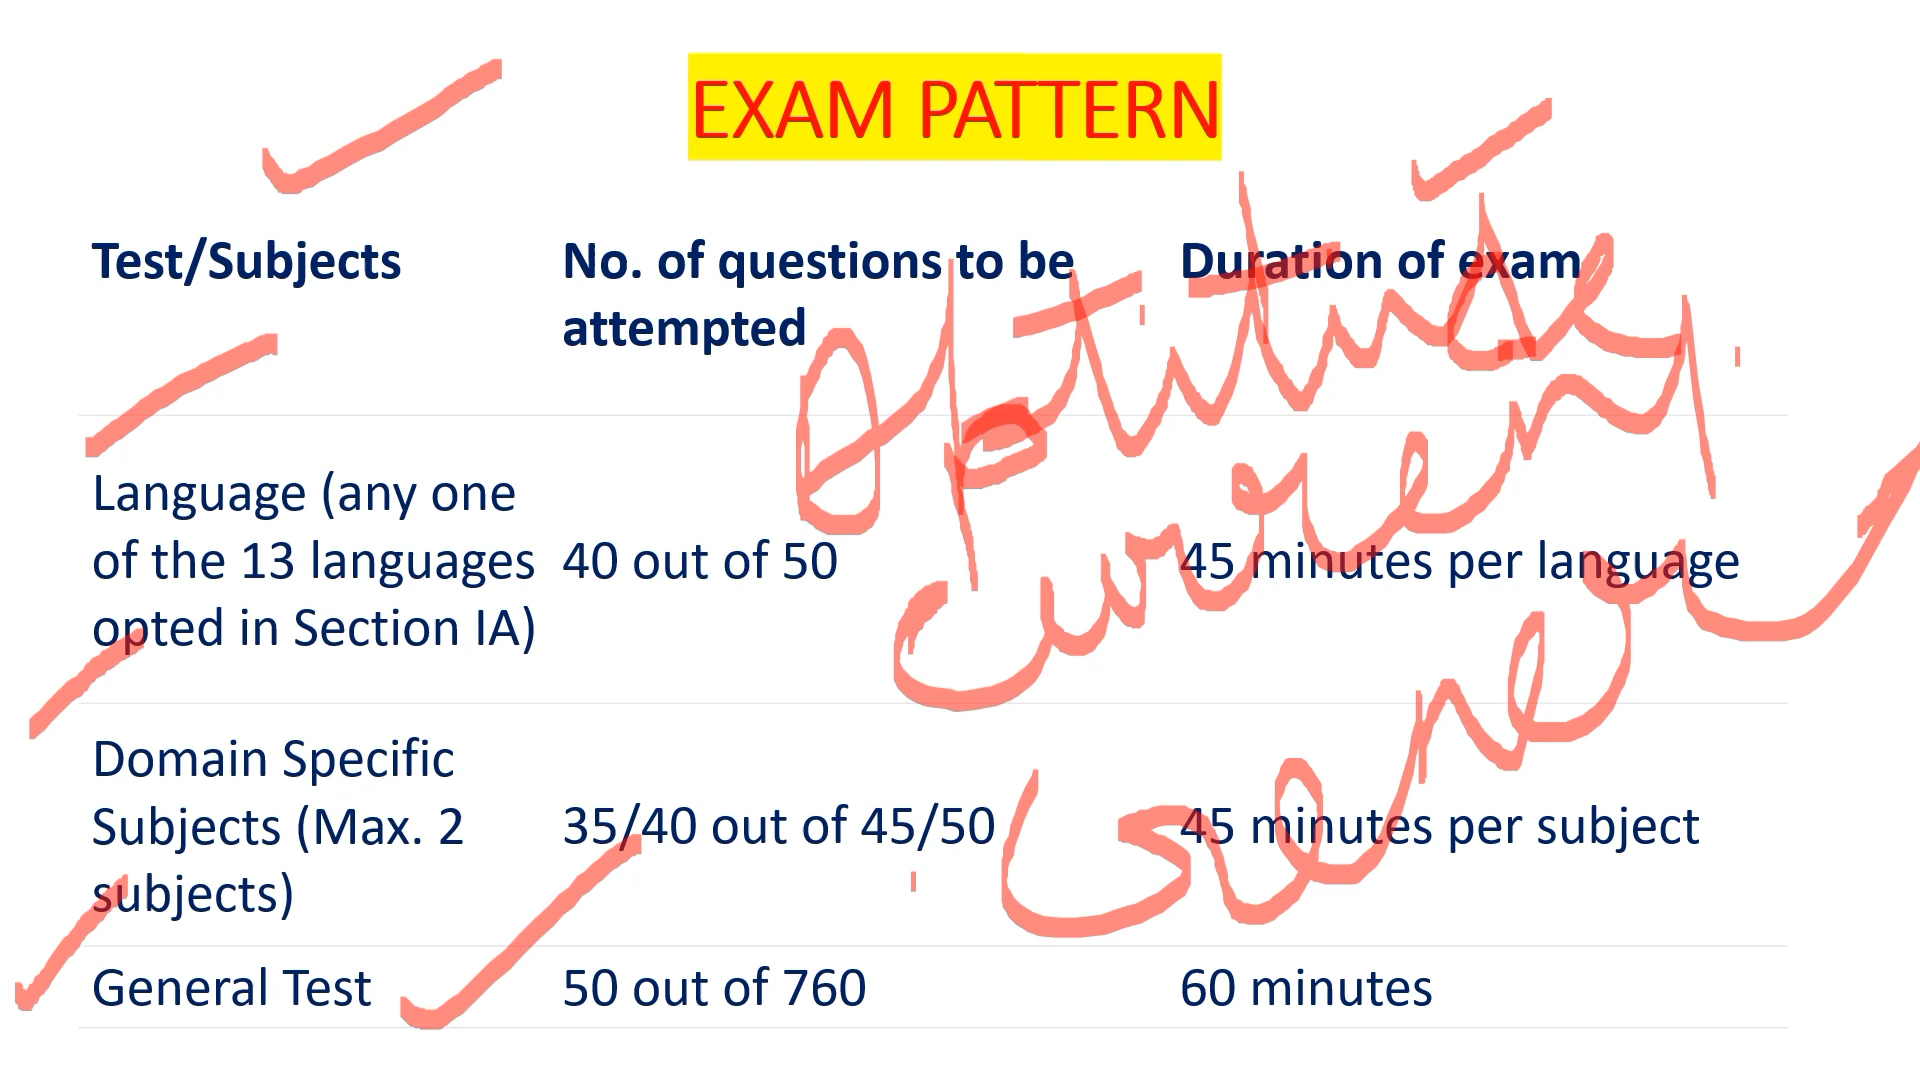 EXAM PATTERN
Test/Subjects
No. of questions to be
attempted
Duration of exam
Language (any one
of the 13 languages
opted in Section IA)
40 out of 50
45 minutes per language
Domain Specific
Subjects (Max. 2
subjects)
35/40 out of 45/50
45 minutes per subject
General Test
50 out of 760
60 minutes